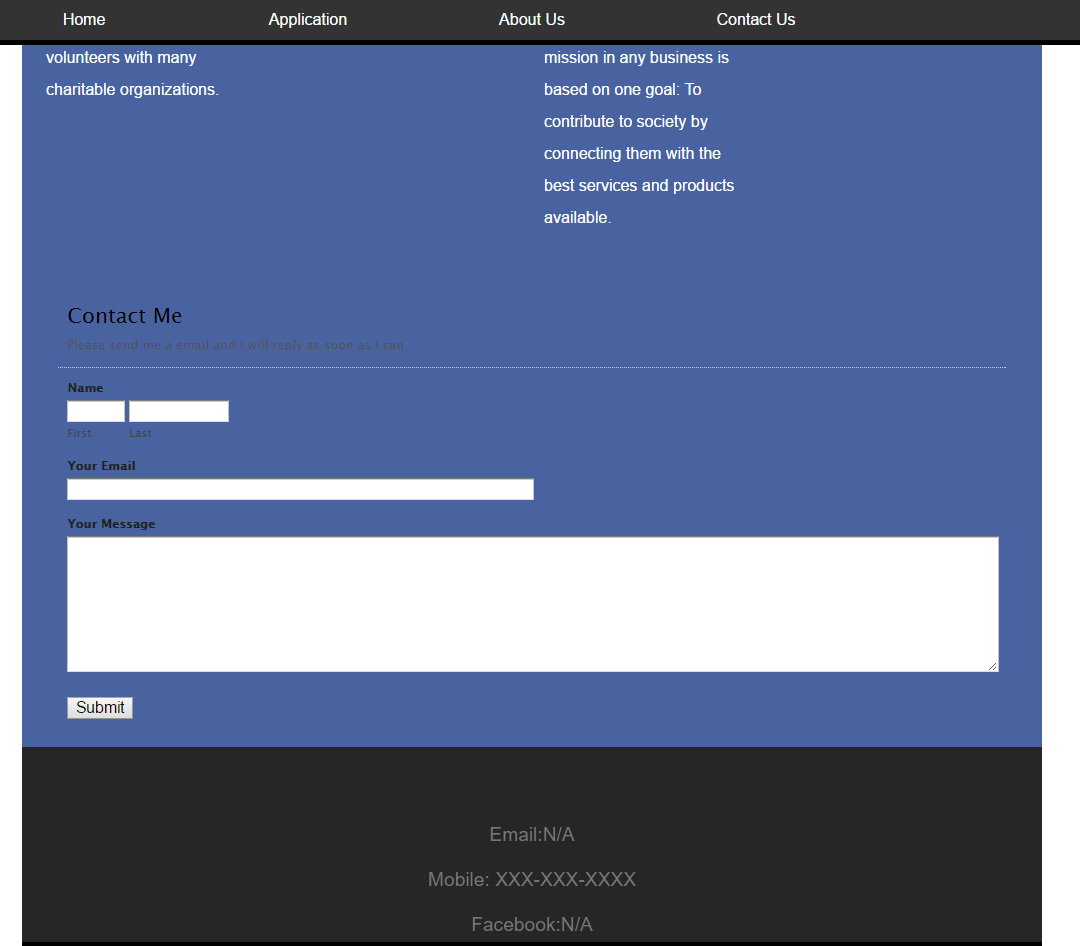 Home Application About Us Contact Us
volunteers with many
charitable organizations.
mission in any business is
based on one goal: To
contribute to society by
connecting them with the
best services and products
available.
Contact Me
Please send me a email and I will reply as soon as I can.
Name
First Last
Your Email
Your Message
Submit
Email:N/A
Mobile: XXX-XXX-XXXX
Facebook:N/A